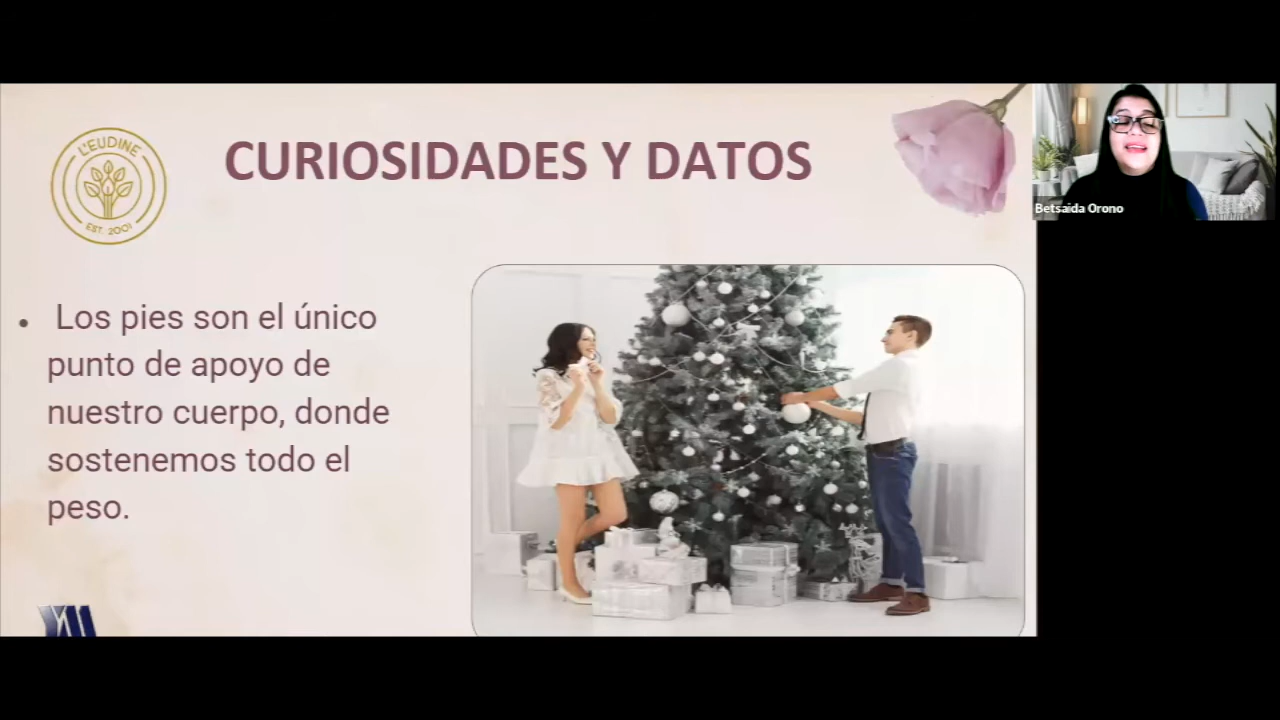 L'EUDINE
EST. 2001
CURIOSIDADES Y DATOS
Betsaida Orono
• Los pies son el único
punto de apoyo de
nuestro cuerpo, donde
sostenemos todo el
peso.